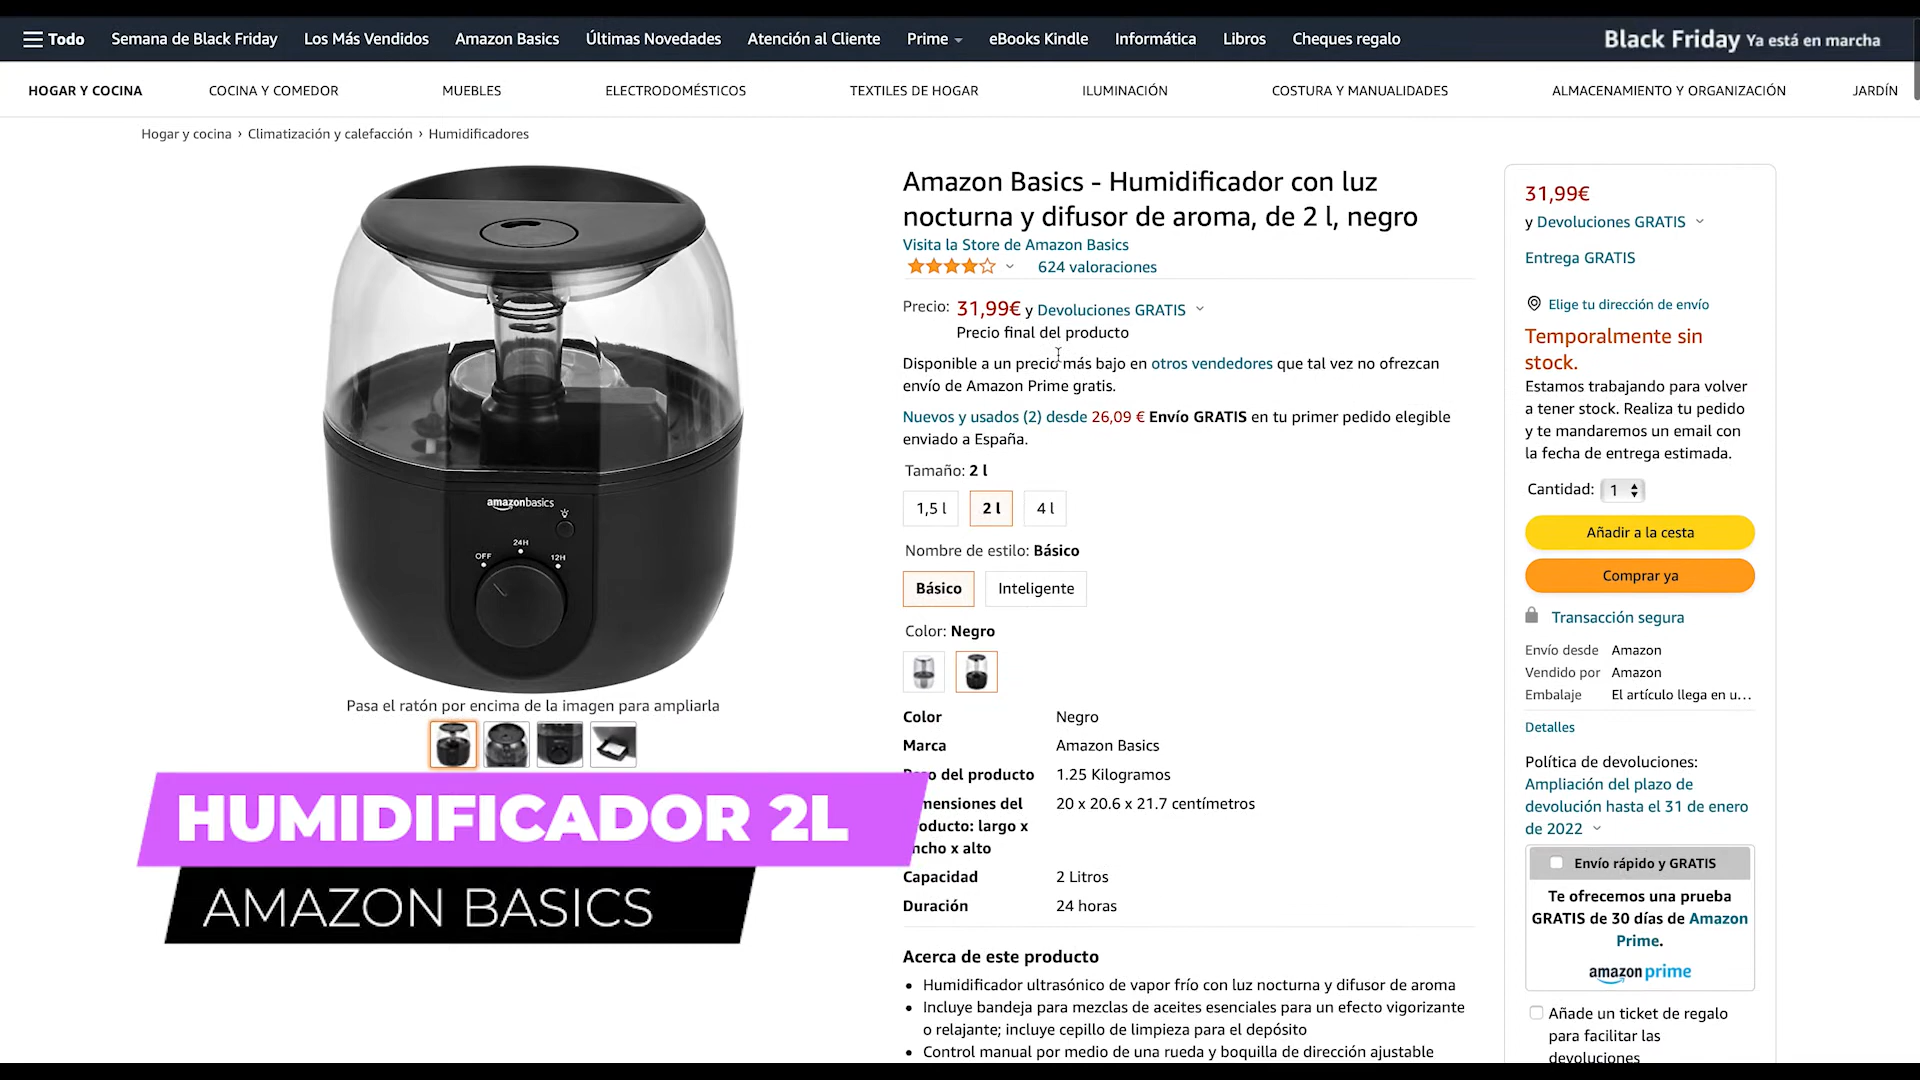 Todo
Semana de Black Friday
Los Más Vendidos
Amazon Basics
Últimas Novedades
Atención al Cliente
Prime
eBooks Kindle
Informática
Libros
Cheques regalo
Black Friday Ya está en marcha
HOGAR Y COCINA
COCINA Y COMEDOR
MUEBLES
ELECTRODOMÉSTICOS
TEXTILES DE HOGAR
ILUMINACIÓN
COSTURA Y MANUALIDADES
ALMACENAMIENTO Y ORGANIZACIÓN
JARDÍN
Hogar y cocina › Climatización y calefacción › Humidificadores
amazonbasics
24H
OFF
12H
Pasa el ratón por encima de la imagen para ampliarla
HUMIDIFICADOR 2L
AMAZON BASICS
Amazon Basics - Humidificador con luz
nocturna y difusor de aroma, de 2 l, negro
Visita la Store de Amazon Basics
624 valoraciones
Precio: 31,99€ y Devoluciones GRATIS
Precio final del producto
Disponible a un precio más bajo en otros vendedores que tal vez no ofrezcan
envío de Amazon Prime gratis.
Nuevos y usados (2) desde 26,09 € Envío GRATIS en tu primer pedido elegible
enviado a España.
Tamaño: 2 l
1,5 l
2 l
4 l
Nombre de estilo: Básico
Básico
Inteligente
Color: Negro
Color Negro
Marca Amazon Basics
del producto 1.25 Kilogramos
del 20 x 20.6 x 21.7 centímetros
largo x
x alto
Capacidad 2 Litros
Duración 24 horas
Acerca de este producto
• Humidificador ultrasónico de vapor frío con luz nocturna y difusor de aroma
• Incluye bandeja para mezclas de aceites esenciales para un efecto vigorizante
o relajante; incluye cepillo de limpieza para el depósito
• Control manual por medio de una rueda y boquilla de dirección ajustable
31,99€
y Devoluciones GRATIS
Entrega GRATIS
Elige tu dirección de envío
Temporalmente sin
stock.
Estamos trabajando para volver
a tener stock. Realiza tu pedido
y te mandaremos un email con
la fecha de entrega estimada.
Cantidad: 1
Añadir a la cesta
Comprar ya
Transacción segura
Envío desde Amazon
Vendido por Amazon
Embalaje El artículo llega en u...
Detalles
Política de devoluciones:
Ampliación del plazo de
devolución hasta el 31 de enero
de 2022
Envío rápido y GRATIS
Te ofrecemos una prueba
GRATIS de 30 días de Amazon
Prime.
amazon prime
Añade un ticket de regalo
para facilitar las
devoluciones